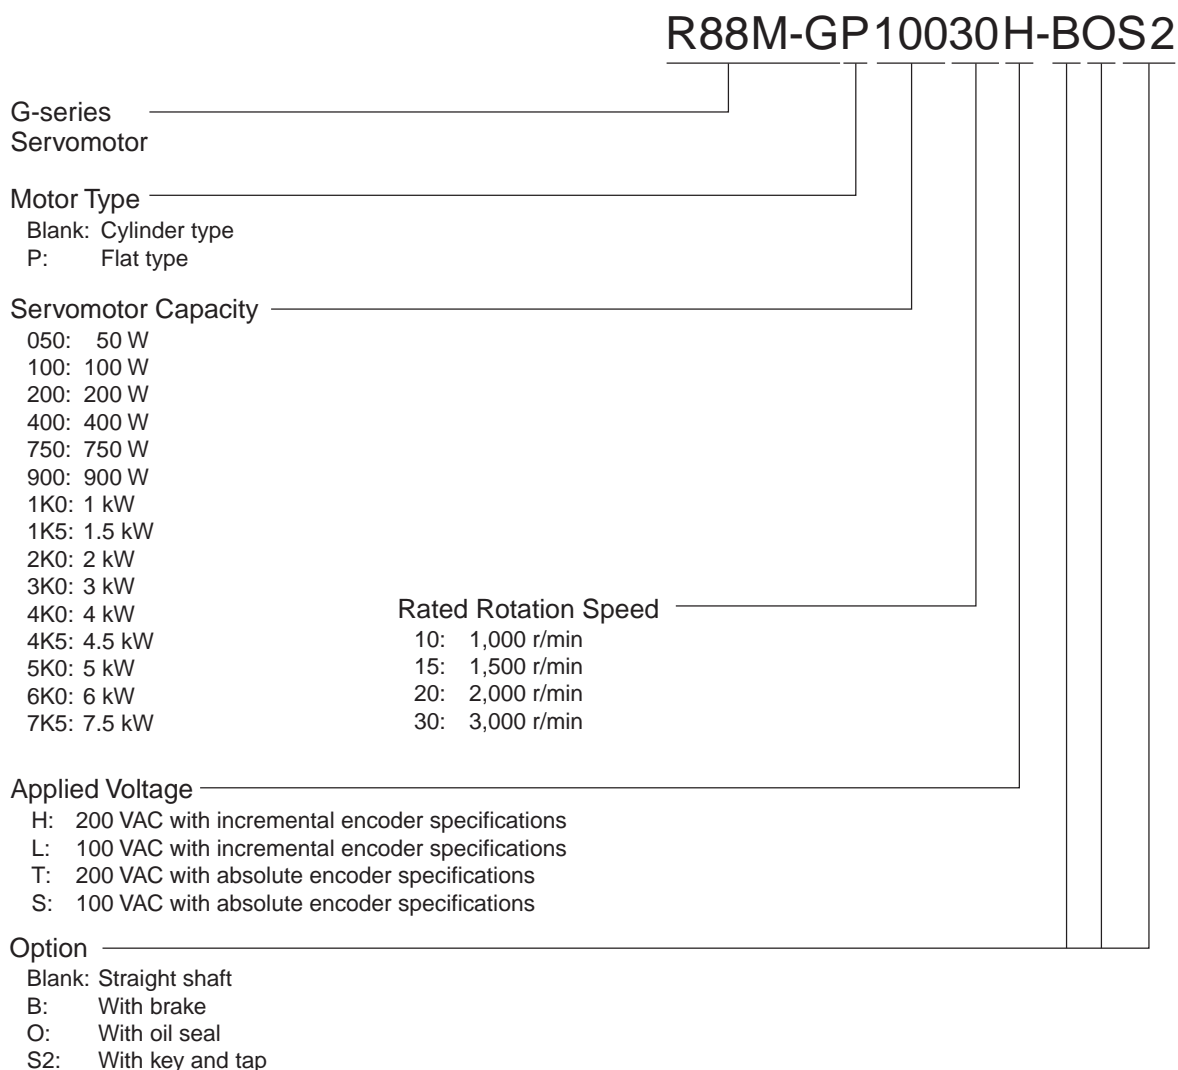 R88M-GP10030H-BOS2
G-series
Servomotor
Motor Type
Blank: Cylinder type
P: Flat type
Servomotor Capacity
050: 50 W
100: 100 W
200: 200 W
400: 400 W
750: 750 W
900: 900 W
1K0: 1 kW
1K5: 1.5 kW
2K0: 2 kW
3K0: 3 kW
4K0: 4 kW
4K5: 4.5 kW
5K0: 5 kW
6K0: 6 kW
7K5: 7.5 kW
Rated Rotation Speed
10: 1,000 r/min
15: 1,500 r/min
20: 2,000 r/min
30: 3,000 r/min
Applied Voltage
H: 200 VAC with incremental encoder specifications
L: 100 VAC with incremental encoder specifications
T: 200 VAC with absolute encoder specifications
S: 100 VAC with absolute encoder specifications
Option
Blank: Straight shaft
B: With brake
O: With oil seal
S2: With key and tap